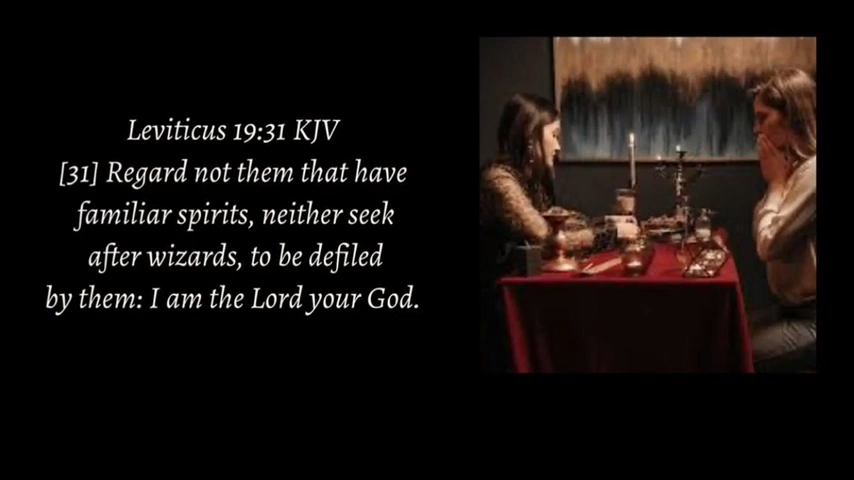 Leviticus 19:31 KJV
[31] Regard not them that have
familiar spirits, neither seek
after wizards, to be defiled
by them: I am the Lord your God.